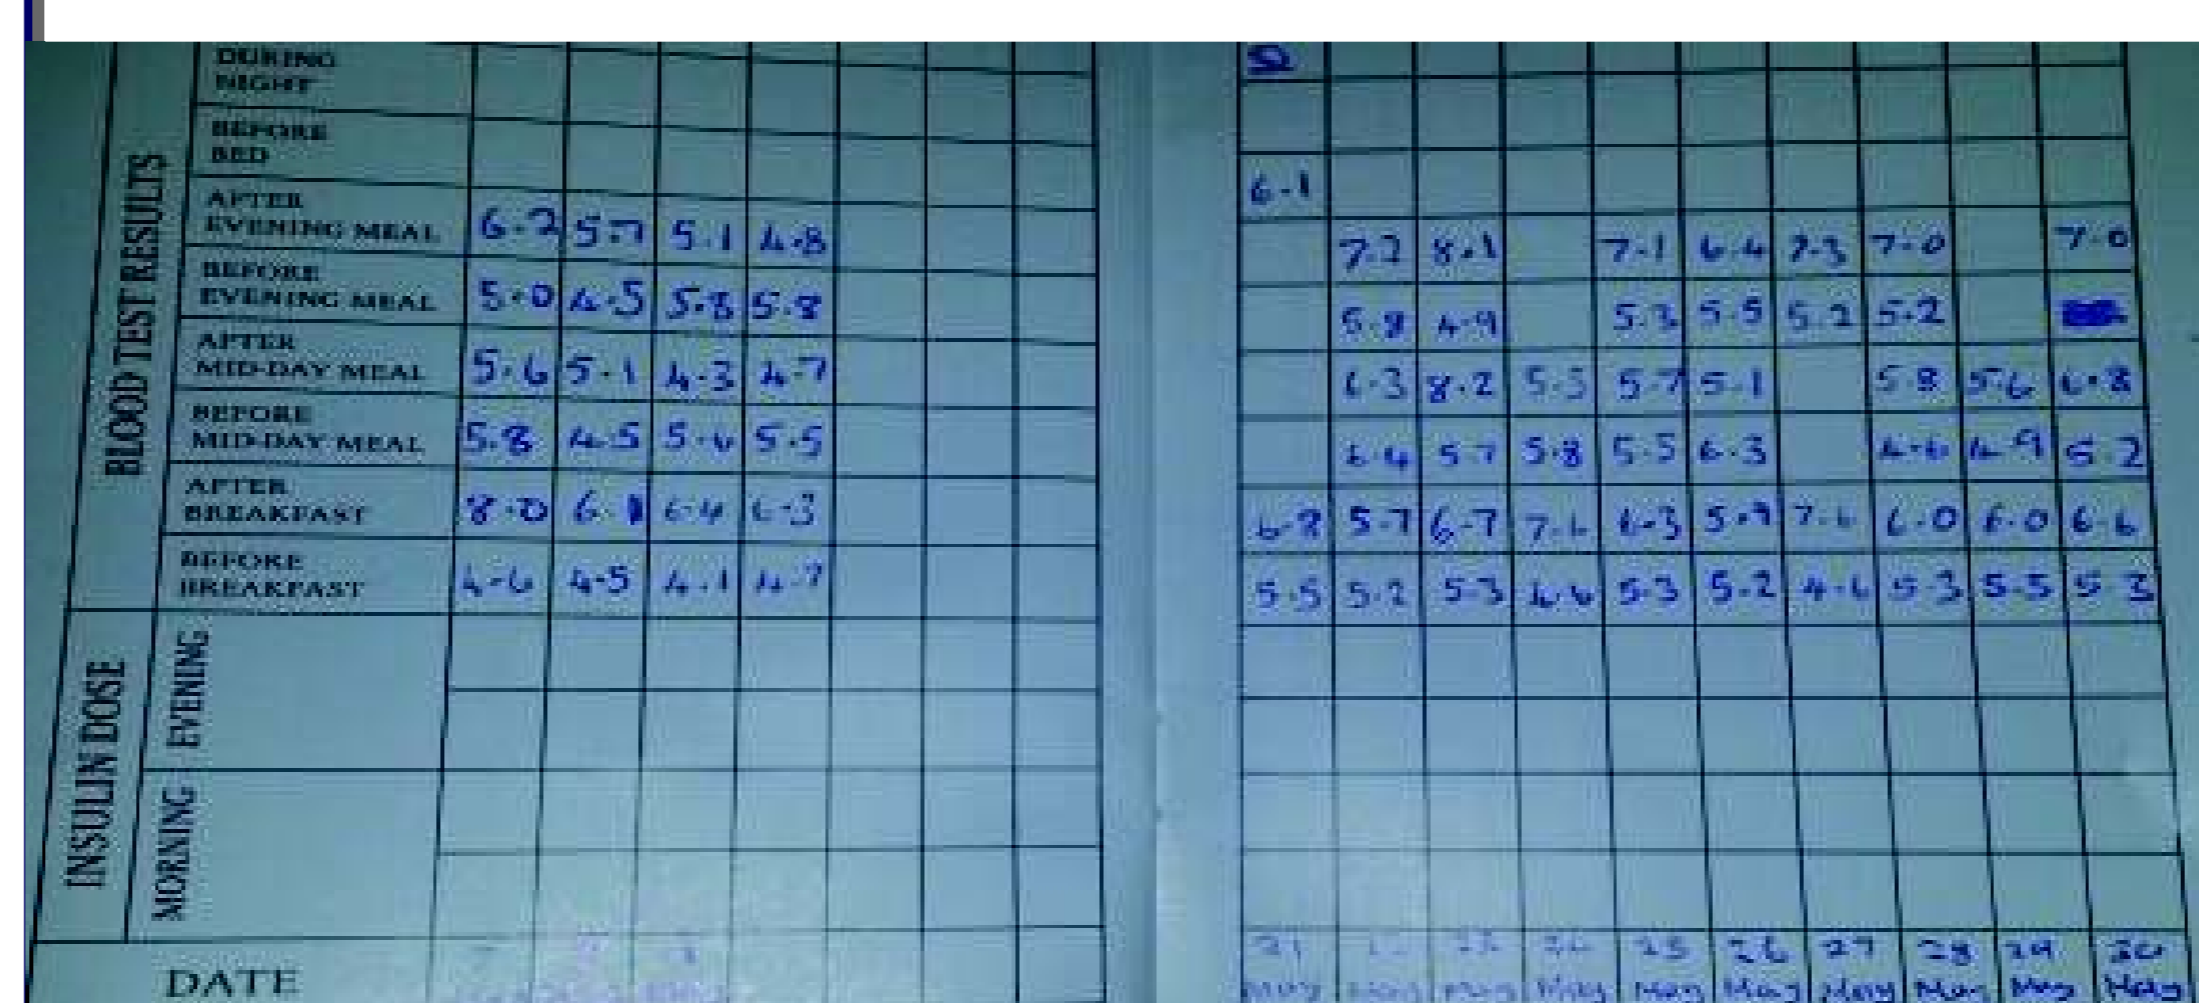 DURING
NIGHT
BEFORE
BED
6.1
AFTER
EVENING MEAL 6.2 5.7 5.1 4.8 7.2 8.1 7.1 6.4 7.3 7.0 7.0
BEFORE
EVENING MEAL 5.0 4.5 5.8 5.8 5.8 4.9 5.3 5.5 5.2 5.2
AFTER
MID-DAY MEAL 5.6 5.1 4.3 4.7 6.3 8.2 5.5 5.7 5.1 5.8 5.6 6.8
BEFORE
MID-DAY MEAL 5.8 4.5 5.6 5.5 6.4 5.7 5.8 5.5 6.3 4.6 4.9 5.2
AFTER
BREAKFAST 8.0 6.1 6.4 6.3 6.8 5.7 6.7 7.6 6.3 5.9 7.6 6.0 6.0 6.6
BEFORE
BREAKFAST 4.6 4.5 4.1 4.7 5.5 5.2 5.3 5.3 5.2 4.6 5.3 5.5 5.3
BLOOD TEST RESULTS
EVENING
MORNING
INSULIN DOSE
DATE
21 25 26 27 28 29 30
May May May May May May May May May